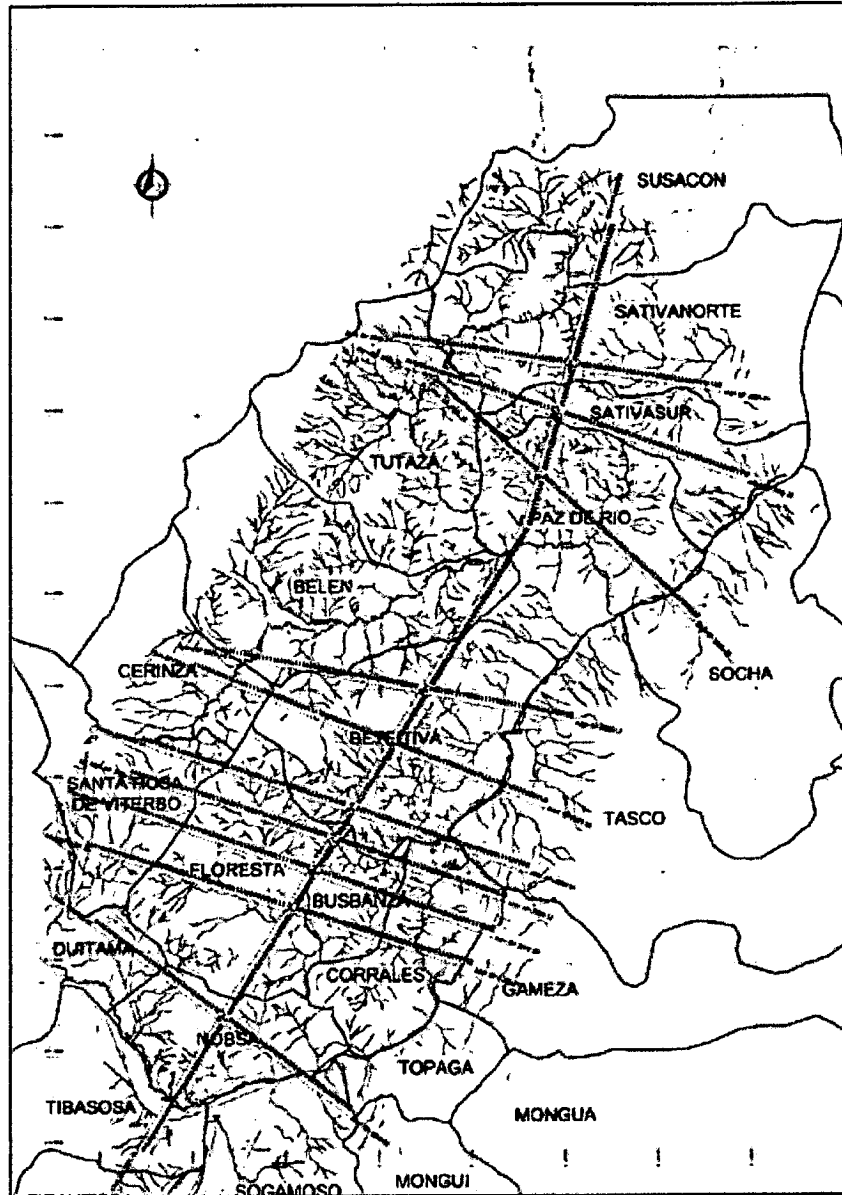 SUSACON
SATIVANORTE
SATIVASUR
TUTAZA
PAZ DE RIO
BELEN
CERINZA
SOCHA
BETEITIVA
SANTA ROSA
DE VITERBO
TASCO
FLORESTA
BUSBANZA
DUITAMA
CORRALES
GAMEZA
NOBSA
TOPAGA
TIBASOSA
MONGUA
MONGUI
SOGAMOSO